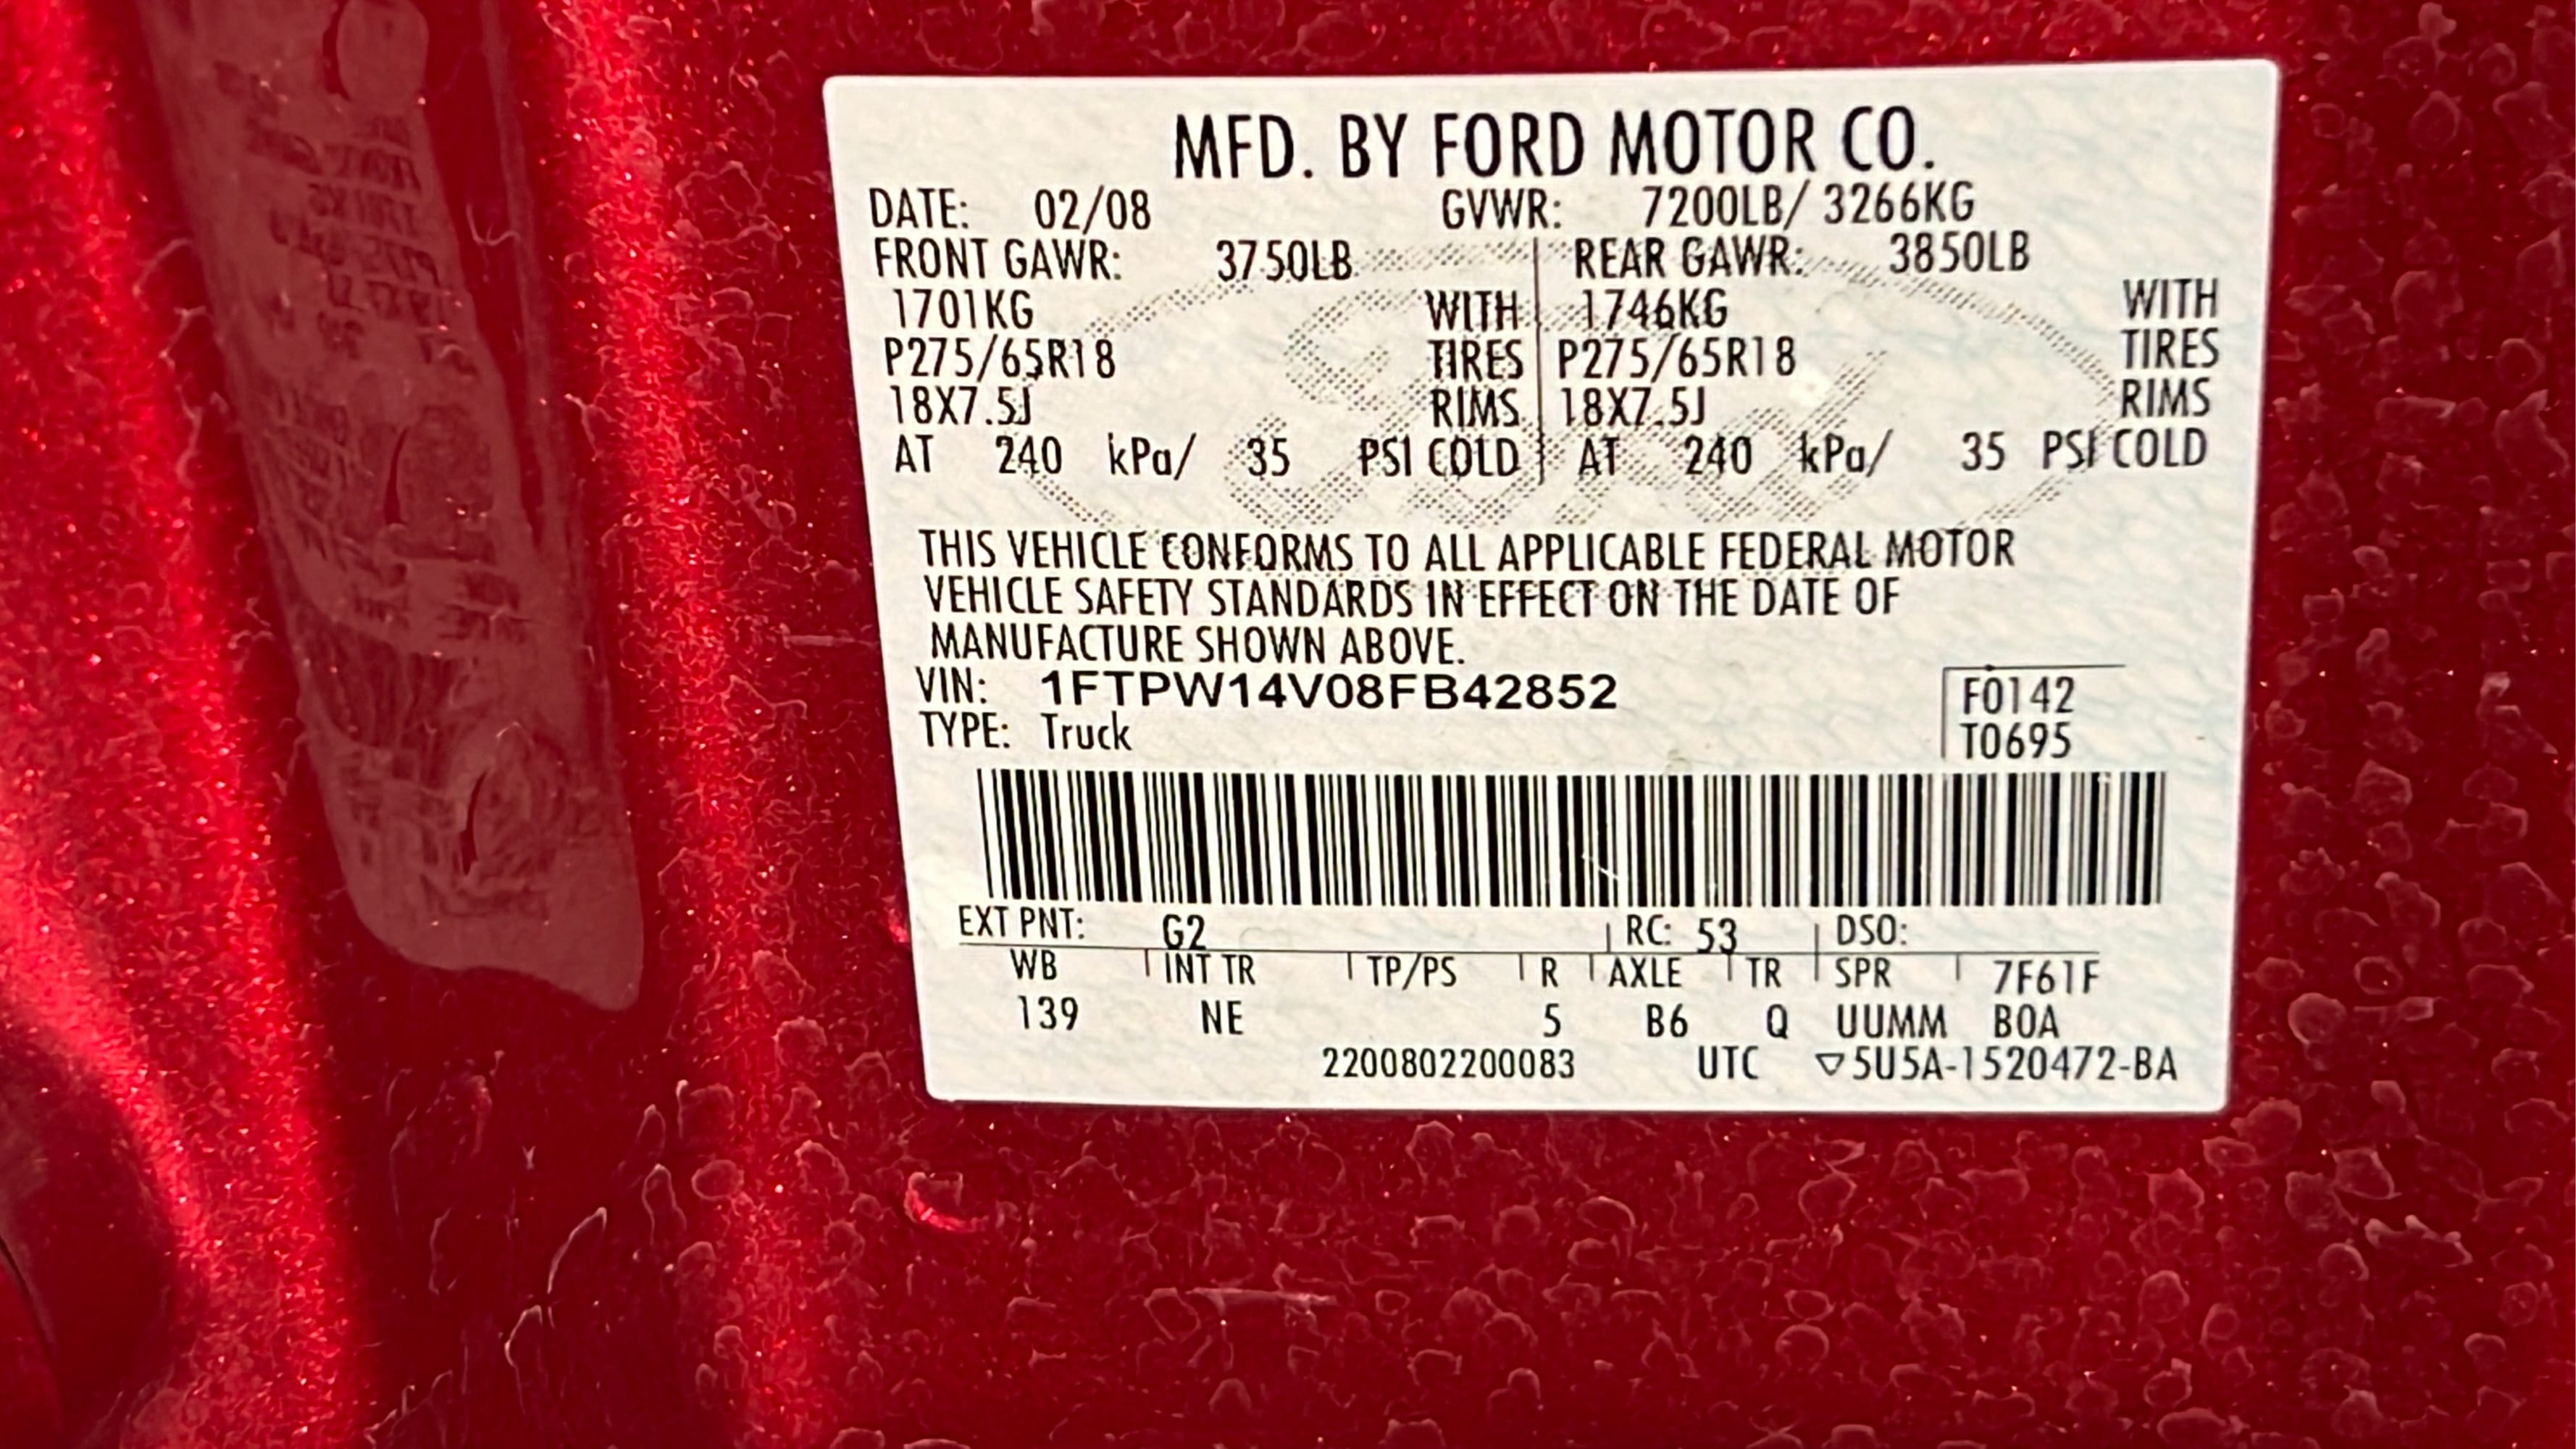 MFD. BY FORD MOTOR CO.
DATE: 02/08 GVWR: 7200LB/ 3266KG
FRONT GAWR: 3750LB REAR GAWR: 3850LB
1701KG WITH 1746KG WITH
P275/65R18 TIRES P275/65R18 TIRES
18X7.5J RIMS 18X7.5J RIMS
AT 240 kPa/ 35 PSI COLD AT 240 kPa/ 35 PSI COLD
THIS VEHICLE CONFORMS TO ALL APPLICABLE FEDERAL MOTOR
VEHICLE SAFETY STANDARDS IN EFFECT ON THE DATE OF
MANUFACTURE SHOWN ABOVE.
VIN: 1FTPW14V08FB42852 F0142
TYPE: Truck T0695
EXT PNT: G2 RC: 53 DSO:
WB INT TR TP/PS R AXLE TR SPR 7F61F
139 NE 5 B6 Q UUMM BOA
2200802200083 UTC ▽5U5A-1520472-BA